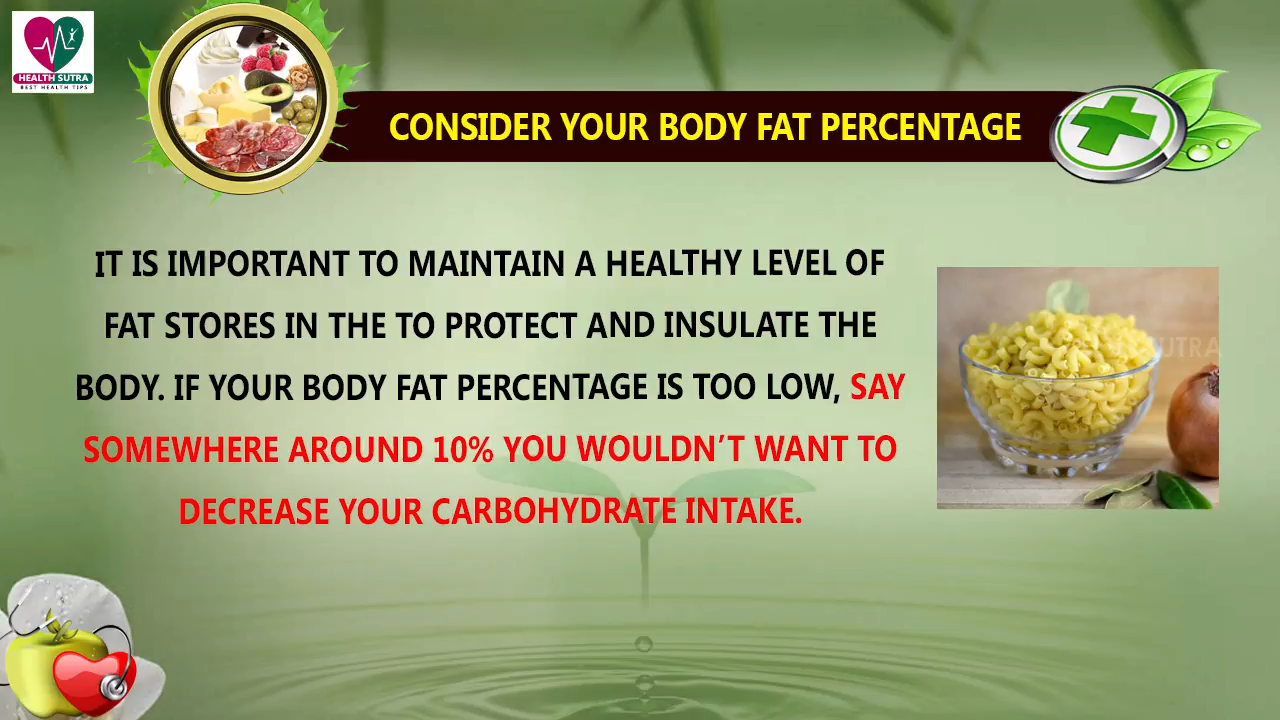 HEALTH SUTRA
BEST HEALTH TIPS
CONSIDER YOUR BODY FAT PERCENTAGE
IT IS IMPORTANT TO MAINTAIN A HEALTHY LEVEL OF
FAT STORES IN THE TO PROTECT AND INSULATE THE
BODY. IF YOUR BODY FAT PERCENTAGE IS TOO LOW, SAY
SOMEWHERE AROUND 10% YOU WOULDN'T WANT TO
DECREASE YOUR CARBOHYDRATE INTAKE.
SUTRA